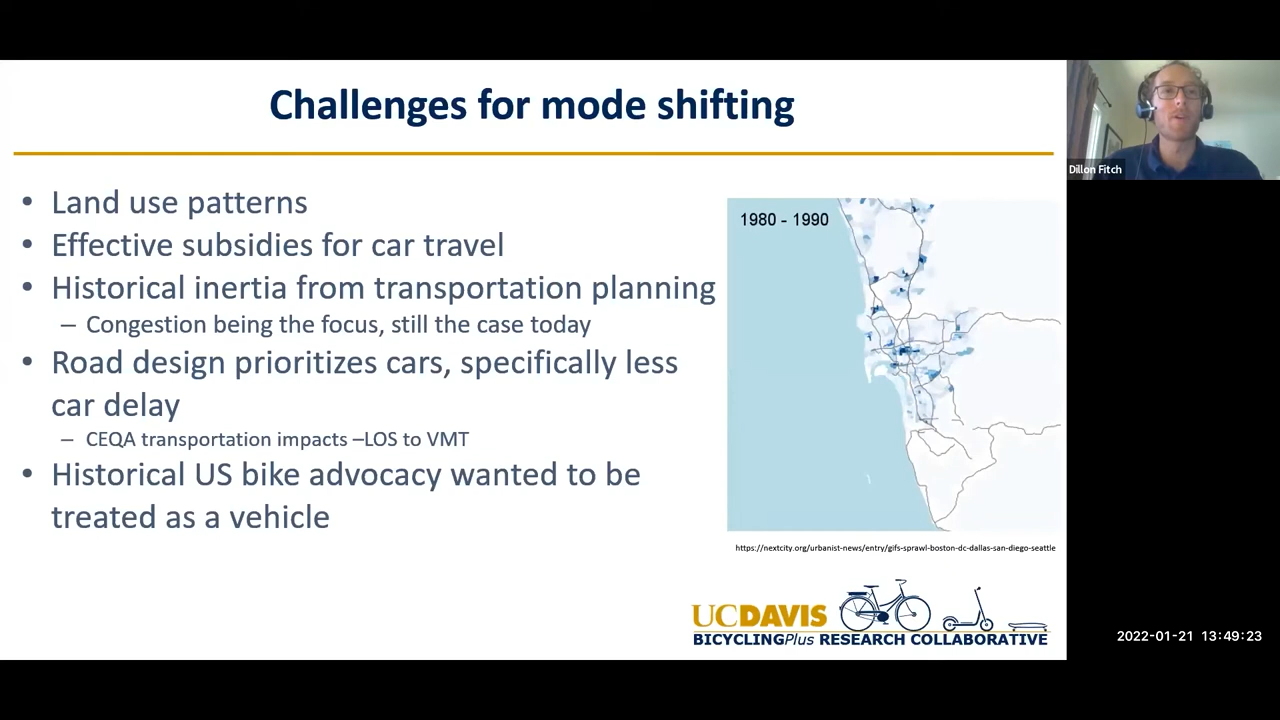 Challenges for mode shifting
Dillon Fitch
• Land use patterns
• Effective subsidies for car travel
• Historical inertia from transportation planning
– Congestion being the focus, still the case today
• Road design prioritizes cars, specifically less
car delay
– CEQA transportation impacts –LOS to VMT
• Historical US bike advocacy wanted to be
treated as a vehicle
1980 - 1990
https://nextcity.org/urbanist-news/entry/gifs-sprawl-boston-dc-dallas-san-diego-seattle
UCDAVIS
BICYCLINGPlus RESEARCH COLLABORATIVE
2022-01-21 13:49:23